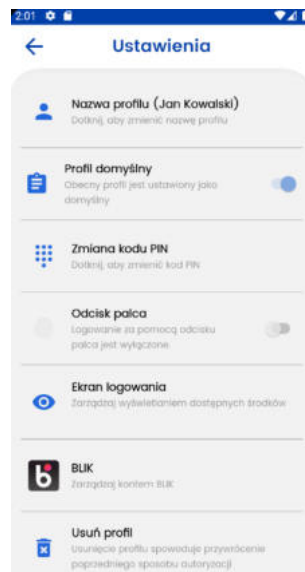 2:01
Ustawienia
Nazwa profilu (Jan Kowalski)
Dotknij, aby zmienić nazwę profilu
Profil domyślny
Obecny profil jest ustawiony jako
domyślny
Zmiana kodu PIN
Dotknij, aby zmienić kod PIN
Odcisk palca
Logowanie za pomocą odcisku
palca jest wyłączone
Ekran logowania
Zarządzaj wyświetlaniem dostępnych środków
BLIK
Zarządzaj kontem BLIK
Usuń profil
Usunięcie profilu spowoduje przywrócenie
poprzedniego sposobu autoryzacji